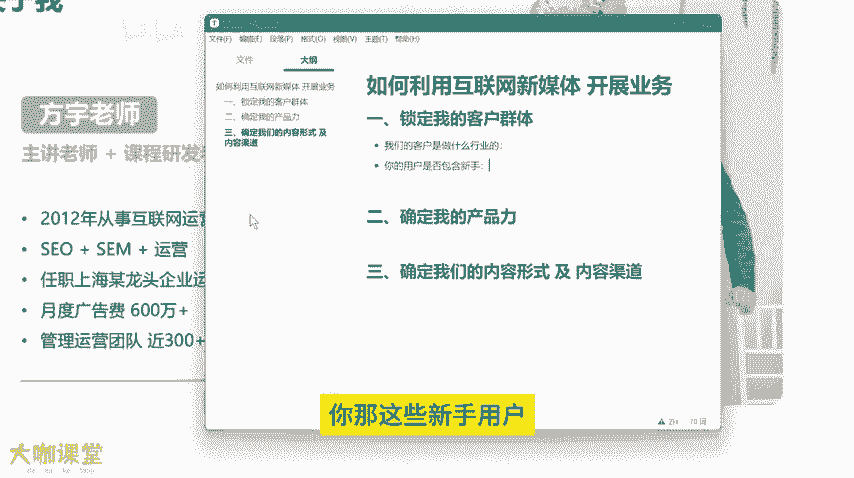 于我
方宇老师
主讲老师 + 课程研发
• 2012年从事互联网运营
• SEO + SEM + 运营
• 任职上海某龙头企业运
• 月度广告费 600万+
• 管理运营团队 近300+
T
文件(F) 编辑(E) 段落(P) 格式(O) 视图(V) 主题(T) 帮助(H)
文件 大纲
如何利用互联网新媒体 开展业务
一、锁定我的客户群体
二、确定我的产品力
三、确定我们的内容形式 及
内容渠道
如何利用互联网新媒体 开展业务
一、锁定我的客户群体
• 我们的客户是做什么行业的：
• 你的用户是否包含新手：
二、确定我的产品力
三、确定我们的内容形式 及 内容渠道
70 词
你那这些新手用户
大咖课堂